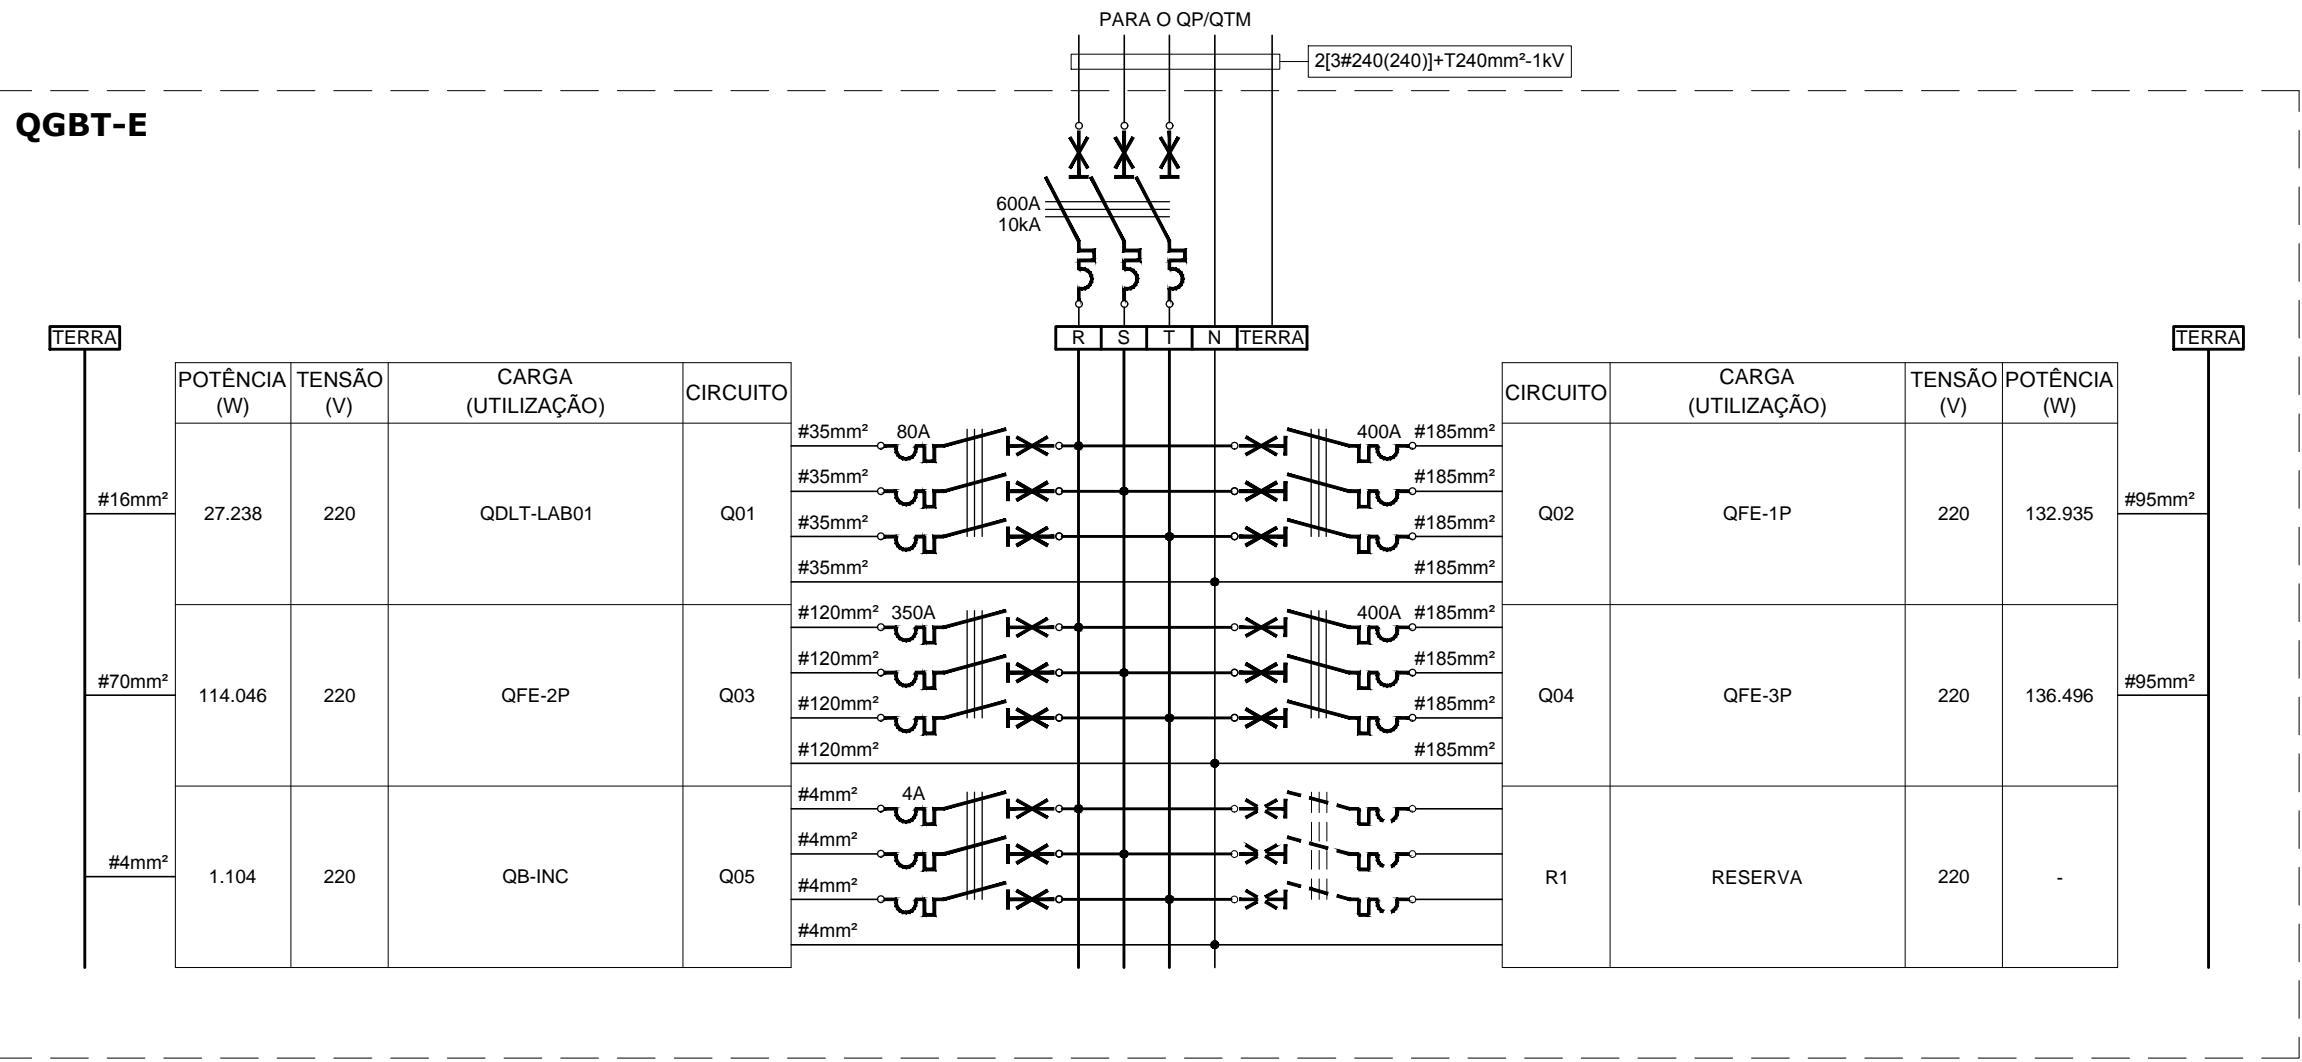 PARA O QP/QTM
2[3#240(240)]+T240mm²-1kV
QGBT-E
600A
10kA
R S T N TERRA
TERRA
POTÊNCIA (W) TENSÃO (V) CARGA (UTILIZAÇÃO) CIRCUITO
#16mm² 27.238 220 QDLT-LAB01 Q01
#35mm² 80A
#35mm²
#35mm²
#35mm²
#70mm² 114.046 220 QFE-2P Q03
#120mm² 350A
#120mm²
#120mm²
#120mm²
#4mm² 1.104 220 QB-INC Q05
#4mm² 4A
#4mm²
#4mm²
#4mm²
TERRA
CIRCUITO CARGA (UTILIZAÇÃO) TENSÃO (V) POTÊNCIA (W)
400A #185mm²
#185mm²
#185mm²
#185mm²
Q02 QFE-1P 220 132.935 #95mm²
400A #185mm²
#185mm²
#185mm²
#185mm²
Q04 QFE-3P 220 136.496 #95mm²
R1 RESERVA 220 -